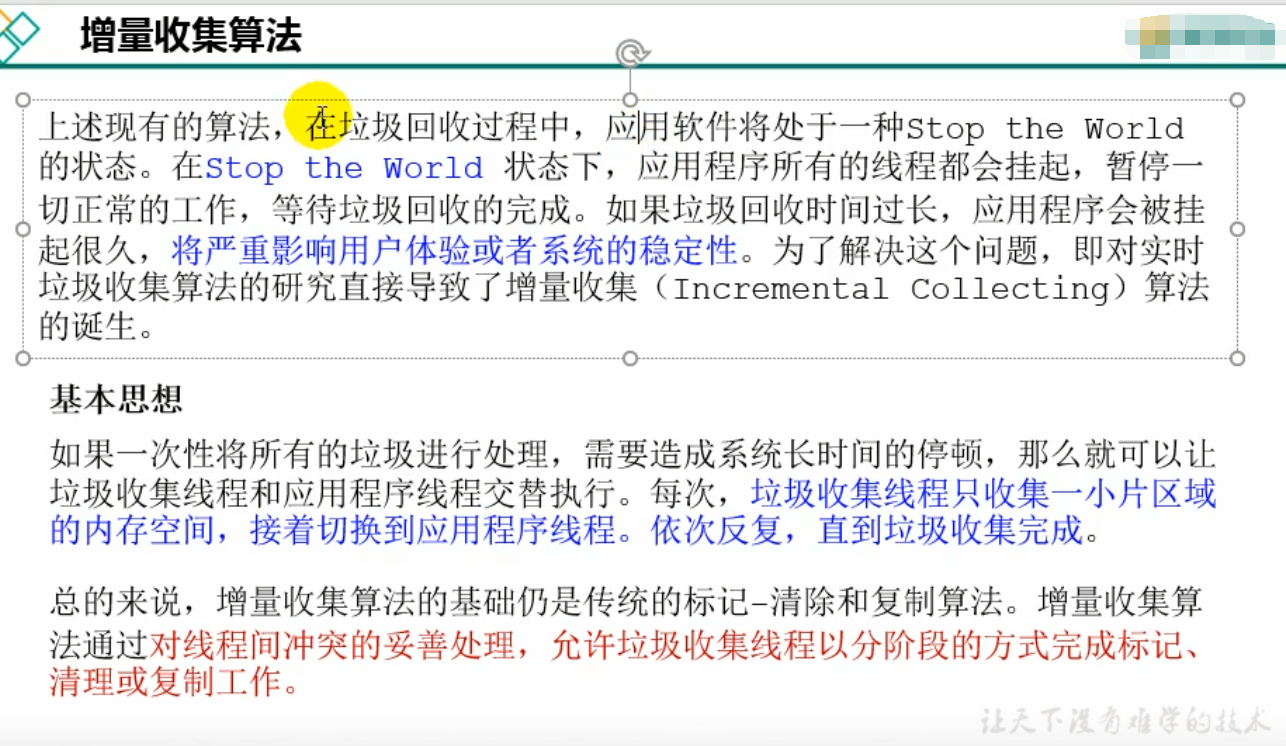 增量收集算法
上述现有的算法，在垃圾回收过程中，应用软件将处于一种Stop the World
的状态。在Stop the World 状态下，应用程序所有的线程都会挂起，暂停一
切正常的工作，等待垃圾回收的完成。如果垃圾回收时间过长，应用程序会被挂
起很久，将严重影响用户体验或者系统的稳定性。为了解决这个问题，即对实时
垃圾收集算法的研究直接导致了增量收集（Incremental Collecting）算法
的诞生。
基本思想
如果一次性将所有的垃圾进行处理，需要造成系统长时间的停顿，那么就可以让
垃圾收集线程和应用程序线程交替执行。每次，垃圾收集线程只收集一小片区域
的内存空间，接着切换到应用程序线程。依次反复，直到垃圾收集完成。
总的来说，增量收集算法的基础仍是传统的标记-清除和复制算法。增量收集算
法通过对线程间冲突的妥善处理，允许垃圾收集线程以分阶段的方式完成标记、
清理或复制工作。
让天下没有难学的技术